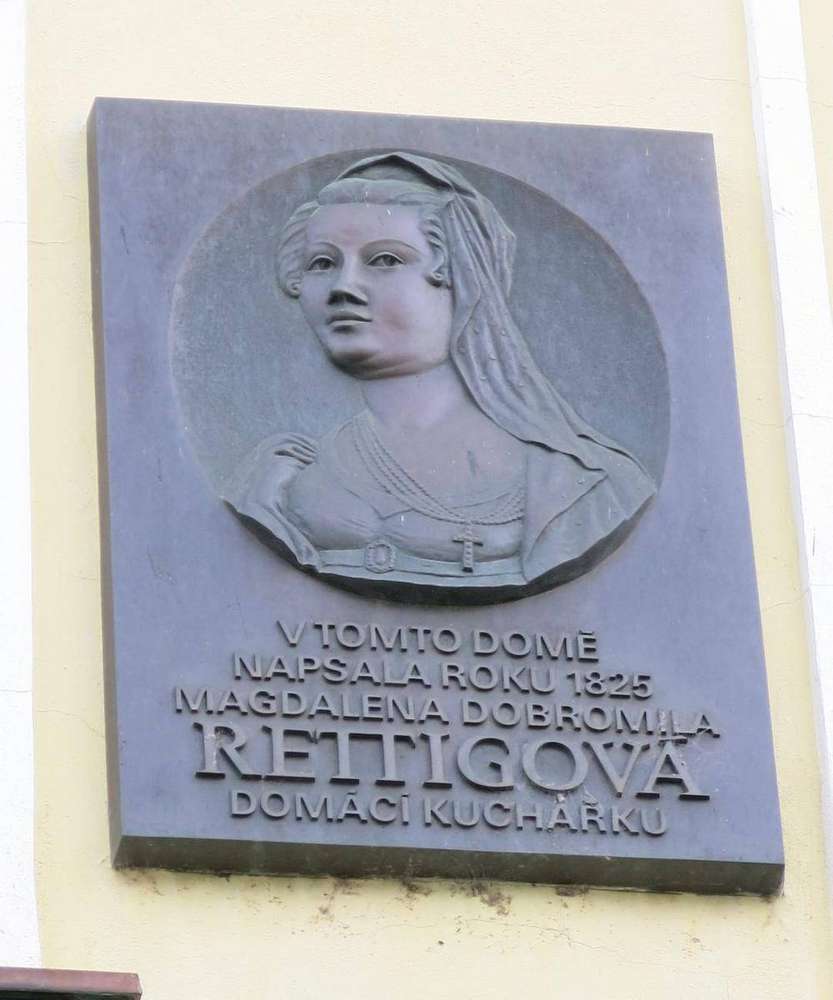 V TOMTO DOMĚ
NAPSALA ROKU 1825
MAGDALENA DOBROMILA
RETTIGOVÁ
DOMÁCÍ KUCHAŘKU